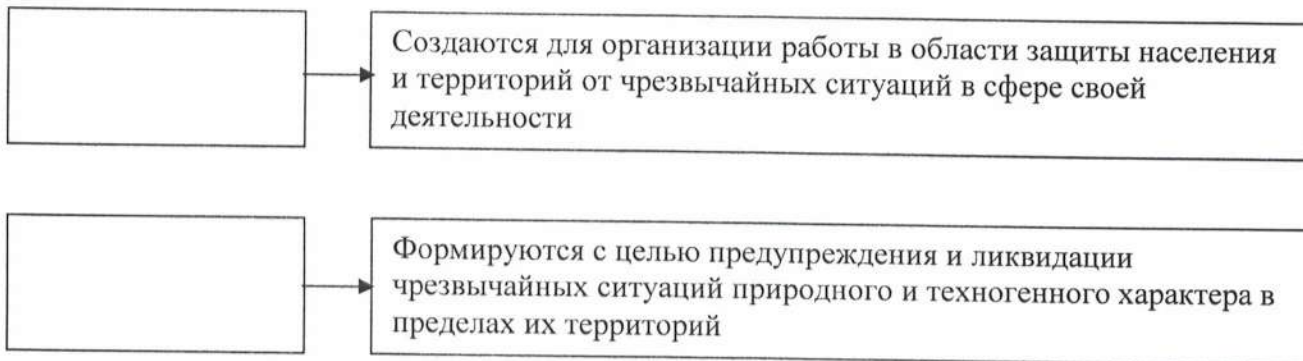 Создаются для организации работы в области защиты населения
и территорий от чрезвычайных ситуаций в сфере своей
деятельности
Формируются с целью предупреждения и ликвидации
чрезвычайных ситуаций природного и техногенного характера в
пределах их территорий